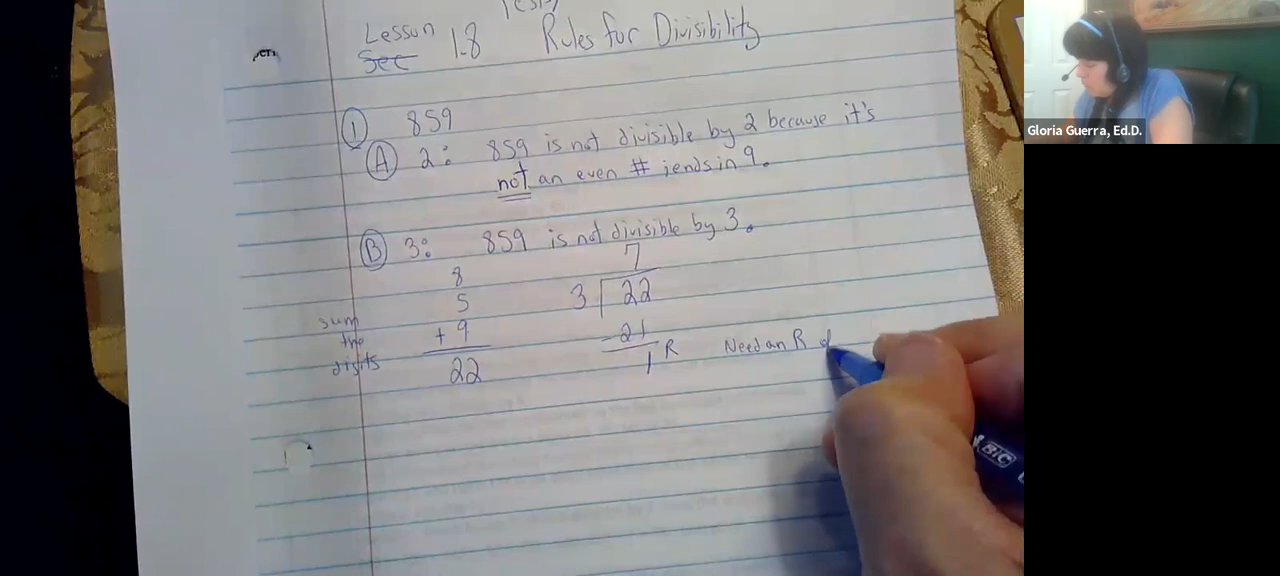 Lesson
See 1.8 Rules for Divisibility
① 859
Ⓐ 2: 859 is not divisible by 2 because it's
not an even # ; ends in 9.
Ⓑ 3: 859 is not divisible by 3.
8
5
+ 9
22
sum
the
digits
7
3 22
-21
1 R
Need an R
BIC
Gloria Guerra, Ed.D.